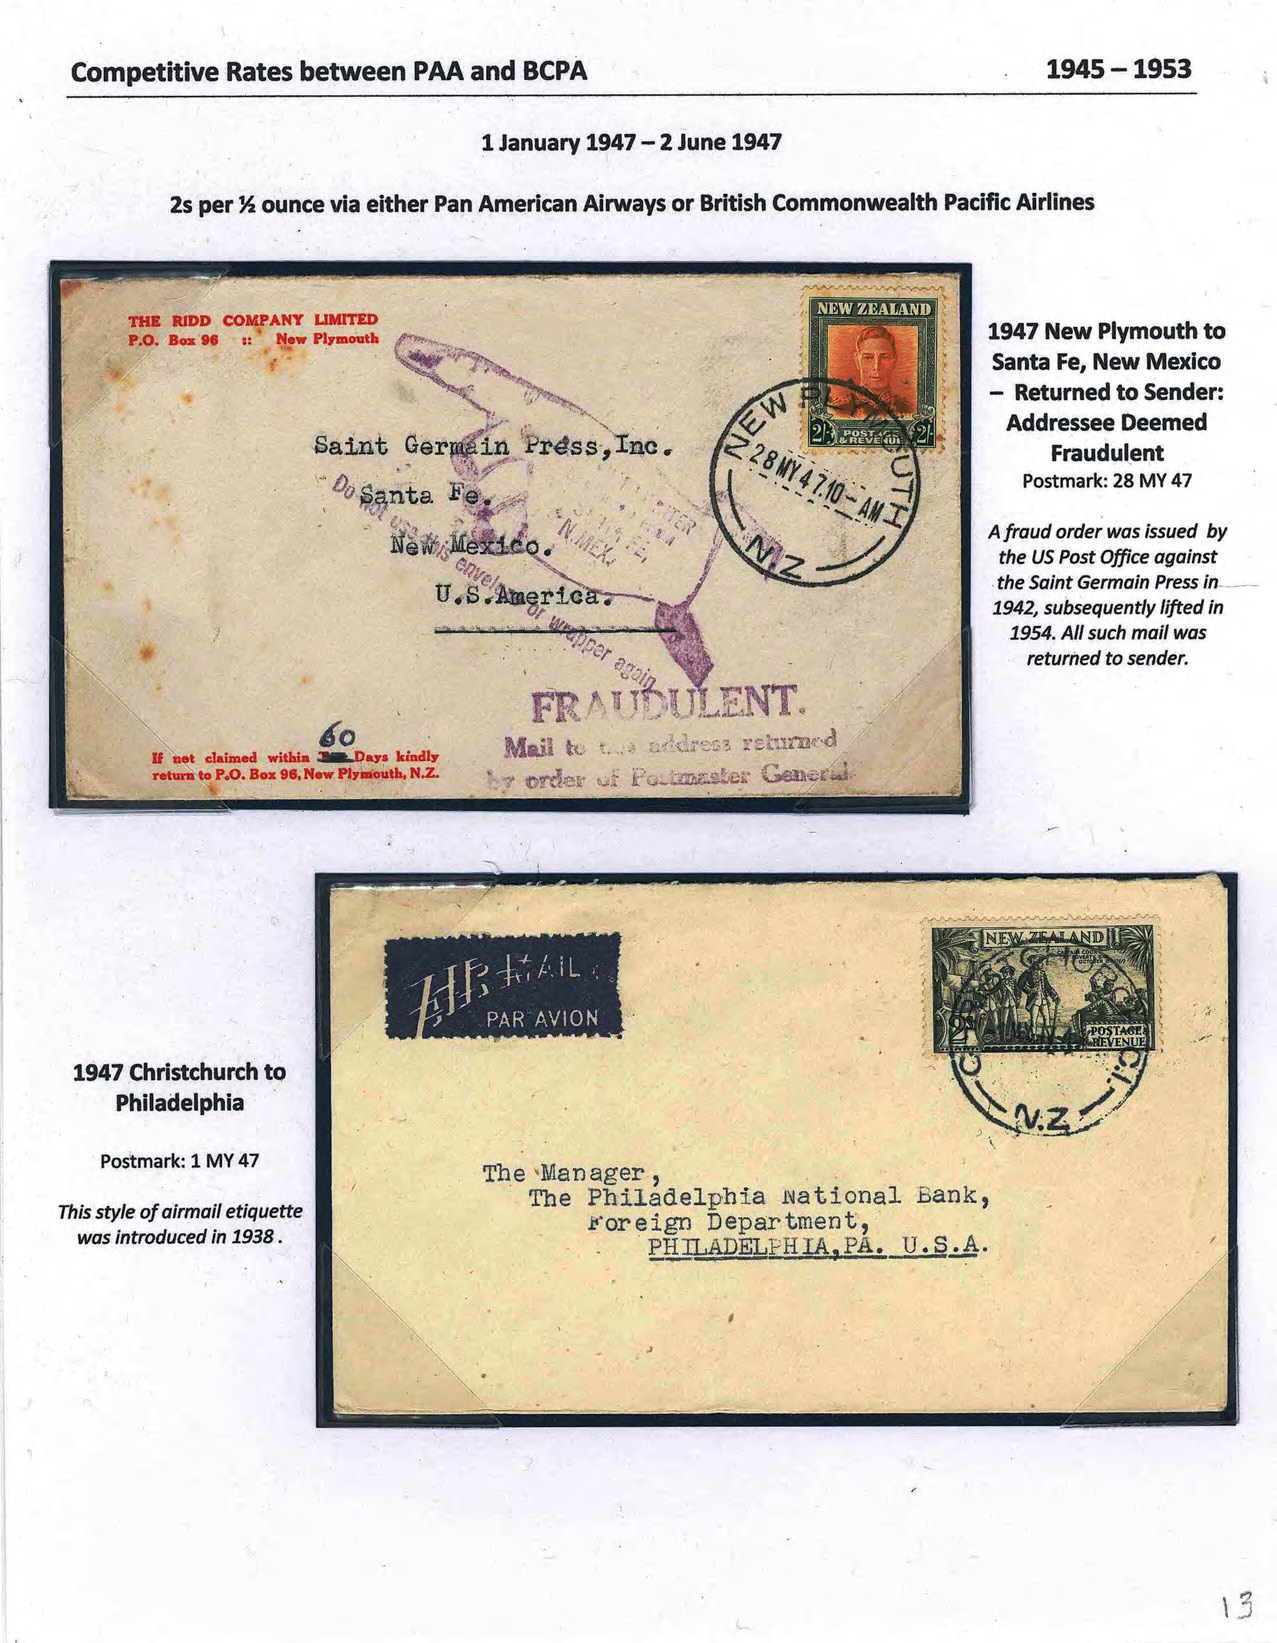 Competitive Rates between PAA and BCPA 1945 – 1953
1 January 1947 – 2 June 1947
2s per ½ ounce via either Pan American Airways or British Commonwealth Pacific Airlines
THE RIDD COMPANY LIMITED
P.O. Box 96 :: New Plymouth
NEW ZEALAND
2/- POSTAGE & REVENUE 2/-
NEW PLYMOUTH
28 MY 47.10 – AM
N.Z
Saint Germain Press, Inc.
Santa Fe.
New Mexico.
U.S.America.
Do not use this envelope or wrapper again
SANTA FE,
N.MEX.
FRAUDULENT.
Mail to this address returned
by order of Postmaster General
60
If not claimed within Days kindly
return to P.O. Box 96, New Plymouth, N.Z.
1947 New Plymouth to
Santa Fe, New Mexico
– Returned to Sender:
Addressee Deemed
Fraudulent
Postmark: 28 MY 47
A fraud order was issued by
the US Post Office against
the Saint Germain Press in
1942, subsequently lifted in
1954. All such mail was
returned to sender.
AIR MAIL
PAR AVION
NEW ZEALAND
2s
POSTAGE &
REVENUE
CHRISTCHURCH C.I.
N.Z
The Manager,
The Philadelphia National Bank,
Foreign Department,
PHILADELPHIA, PA. U.S.A.
1947 Christchurch to
Philadelphia
Postmark: 1 MY 47
This style of airmail etiquette
was introduced in 1938.
13